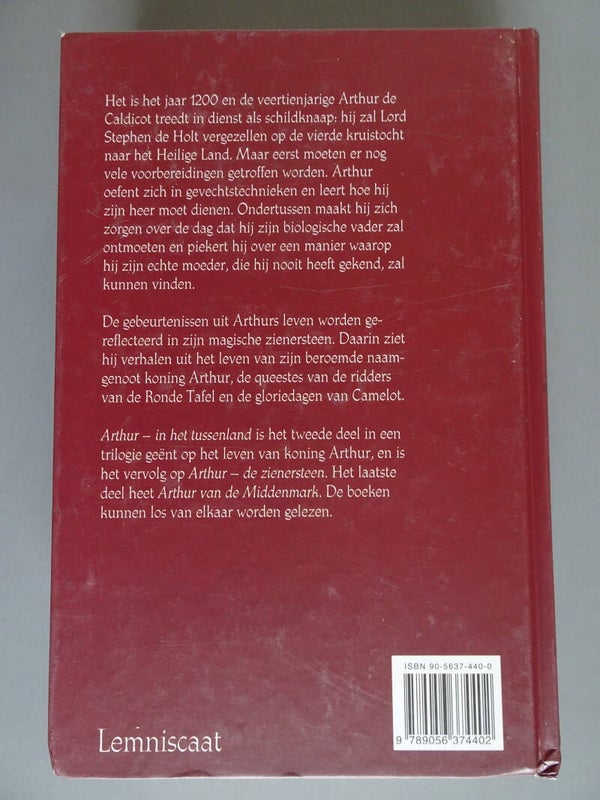 Het is het jaar 1200 en de veertienjarige Arthur de
Caldicot treedt in dienst als schildknaap: hij zal Lord
Stephen de Holt vergezellen op de vierde kruistocht
naar het Heilige Land. Maar eerst moeten er nog
vele voorbereidingen getroffen worden. Arthur
oefent zich in gevechtstechnieken en leert hoe hij
zijn heer moet dienen. Ondertussen maakt hij zich
zorgen over de dag dat hij zijn biologische vader zal
ontmoeten en piekert hij over een manier waarop
hij zijn echte moeder, die hij nooit heeft gekend, zal
kunnen vinden.
De gebeurtenissen uit Arthurs leven worden ge-
reflecteerd in zijn magische zienersteen. Daarin ziet
hij verhalen uit het leven van zijn beroemde naam-
genoot koning Arthur, de queestes van de ridders
van de Ronde Tafel en de gloriedagen van Camelot.
Arthur – in het tussenland is het tweede deel in een
trilogie geënt op het leven van koning Arthur, en is
het vervolg op Arthur – de zienersteen. Het laatste
deel heet Arthur van de Middenmark. De boeken
kunnen los van elkaar worden gelezen.
ISBN 90-5637-440-0
9 789056 374402
Lemniscaat